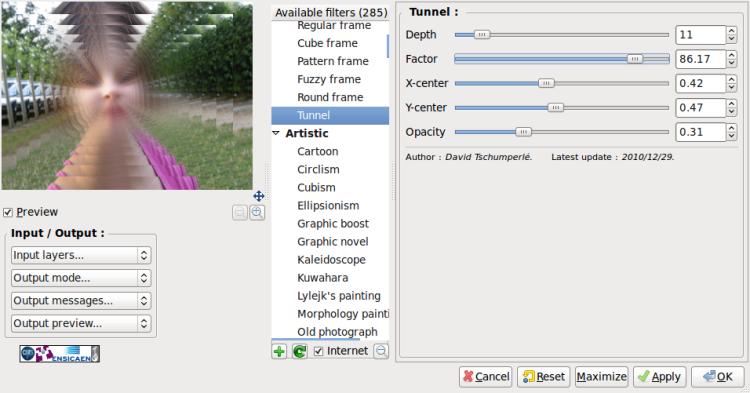 Available filters (285)
Regular frame
Cube frame
Pattern frame
Fuzzy frame
Round frame
Tunnel
Artistic
Cartoon
Circlism
Cubism
Ellipsionism
Graphic boost
Graphic novel
Kaleidoscope
Kuwahara
Lylejk's painting
Morphology painti
Old photograph
Internet
Preview
Input / Output :
Input layers...
Output mode...
Output messages...
Output preview...
ENSICAEN
Tunnel :
Depth 11
Factor 86.17
X-center 0.42
Y-center 0.47
Opacity 0.31
Author : David Tschumperlé. Latest update : 2010/12/29.
Cancel Reset Maximize Apply OK